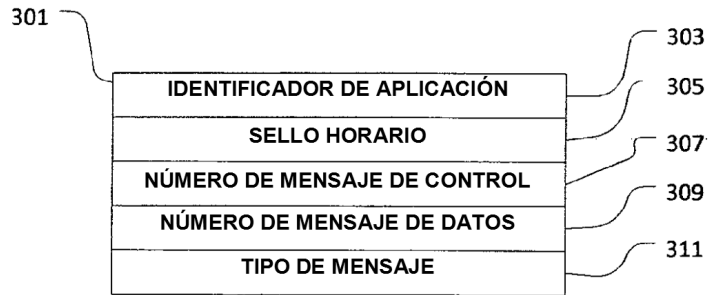 301
303
IDENTIFICADOR DE APLICACIÓN
305
SELLO HORARIO
307
NÚMERO DE MENSAJE DE CONTROL
309
NÚMERO DE MENSAJE DE DATOS
311
TIPO DE MENSAJE